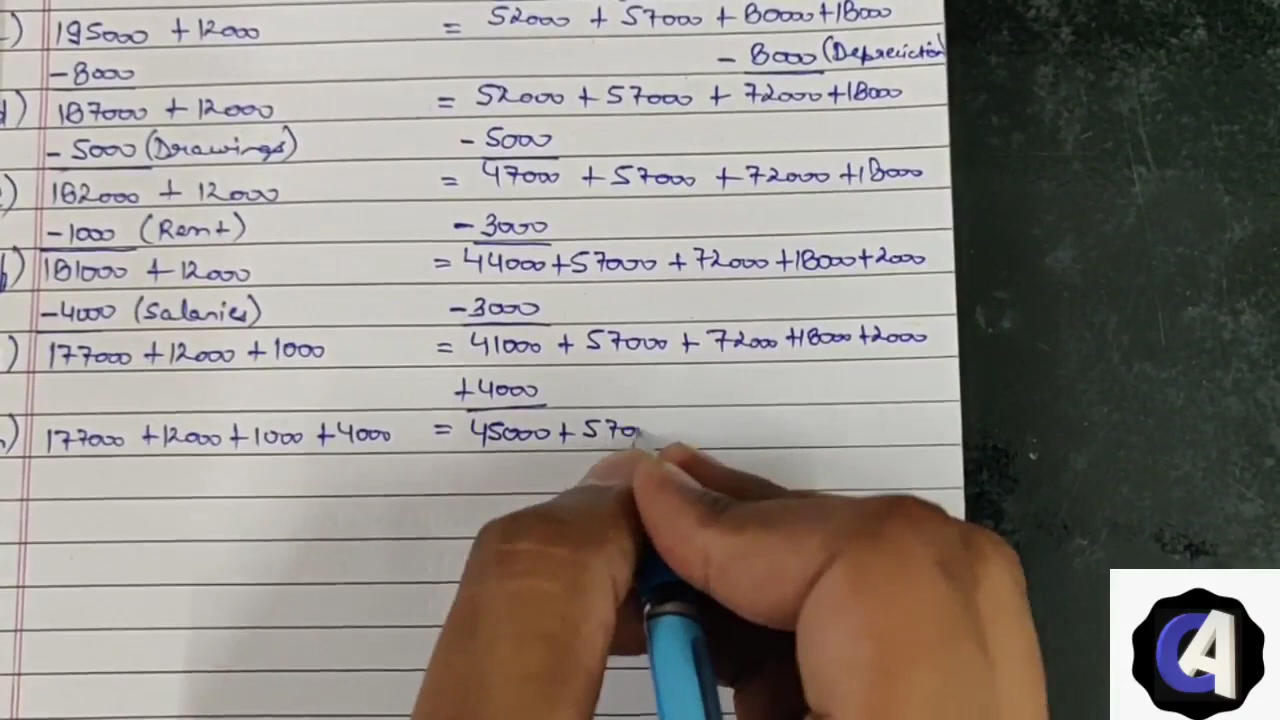 ) 195000 + 12000 = 52000 + 57000 + 80000 + 18000
- 8000 - 8000 (Depreciation)
d) 187000 + 12000 = 52000 + 57000 + 72000 + 18000
- 5000 (Drawings) - 5000
) 182000 + 12000 = 47000 + 57000 + 72000 + 18000
- 1000 (Rent) - 3000
f) 181000 + 12000 = 44000 + 57000 + 72000 + 18000 + 2000
- 4000 (Salaries) - 3000
) 177000 + 12000 + 1000 = 41000 + 57000 + 72000 + 18000 + 2000
+ 4000
h) 177000 + 12000 + 1000 + 4000 = 45000 + 570
CA